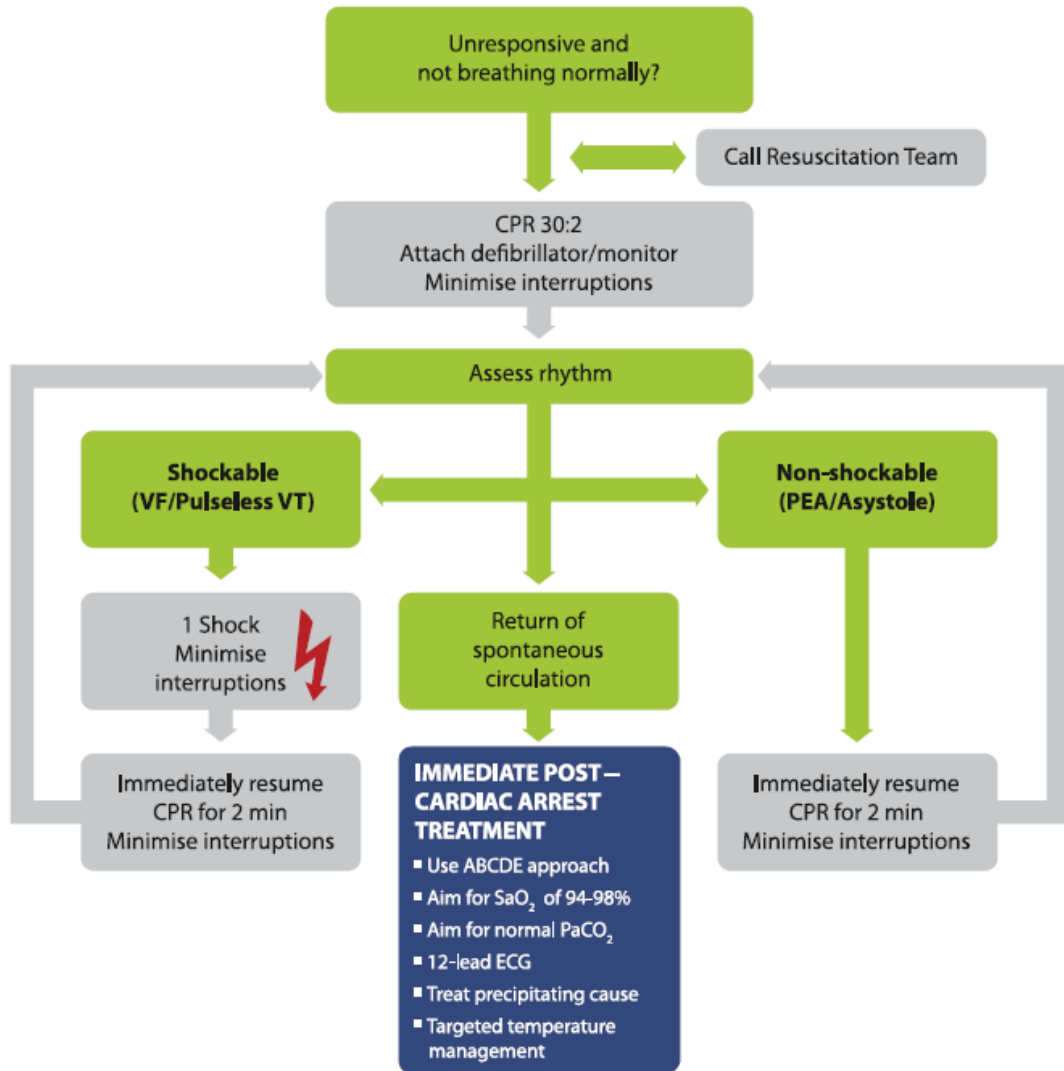 Unresponsive and
not breathing normally?
Call Resuscitation Team
CPR 30:2
Attach defibrillator/monitor
Minimise interruptions
Assess rhythm
Shockable
(VF/Pulseless VT)
Non-shockable
(PEA/Asystole)
1 Shock
Minimise
interruptions
Return of
spontaneous
circulation
Immediately resume
CPR for 2 min
Minimise interruptions
IMMEDIATE POST—
CARDIAC ARREST
TREATMENT
▪ Use ABCDE approach
▪ Aim for SaO₂ of 94-98%
▪ Aim for normal PaCO₂
▪ 12-lead ECG
▪ Treat precipitating cause
▪ Targeted temperature
management
Immediately resume
CPR for 2 min
Minimise interruptions